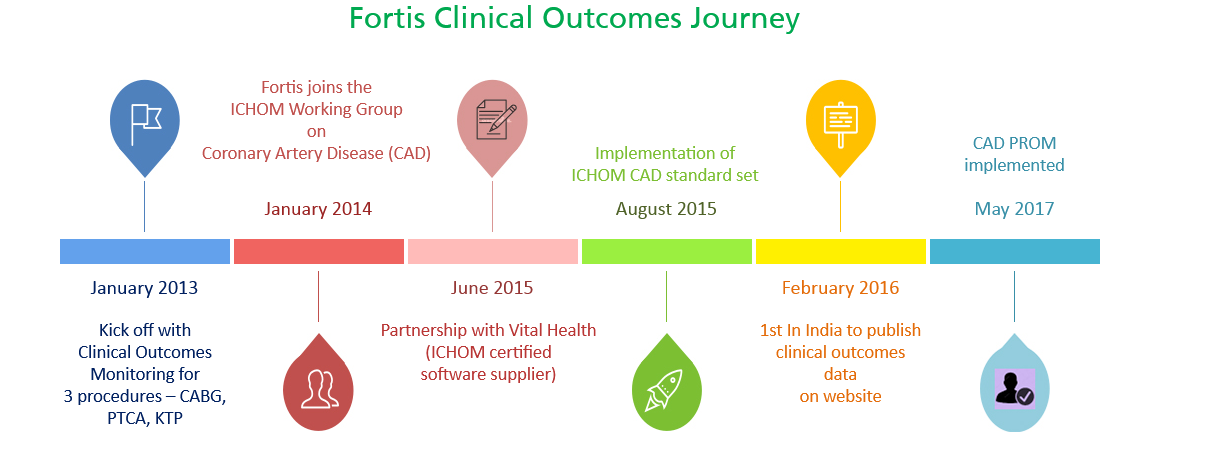 Fortis Clinical Outcomes Journey
January 2013
Kick off with
Clinical Outcomes
Monitoring for
3 procedures – CABG,
PTCA, KTP
Fortis joins the
ICHOM Working Group
on
Coronary Artery Disease (CAD)
January 2014
June 2015
Partnership with Vital Health
(ICHOM certified
software supplier)
Implementation of
ICHOM CAD standard set
August 2015
February 2016
1st In India to publish
clinical outcomes
data
on website
CAD PROM
implemented
May 2017